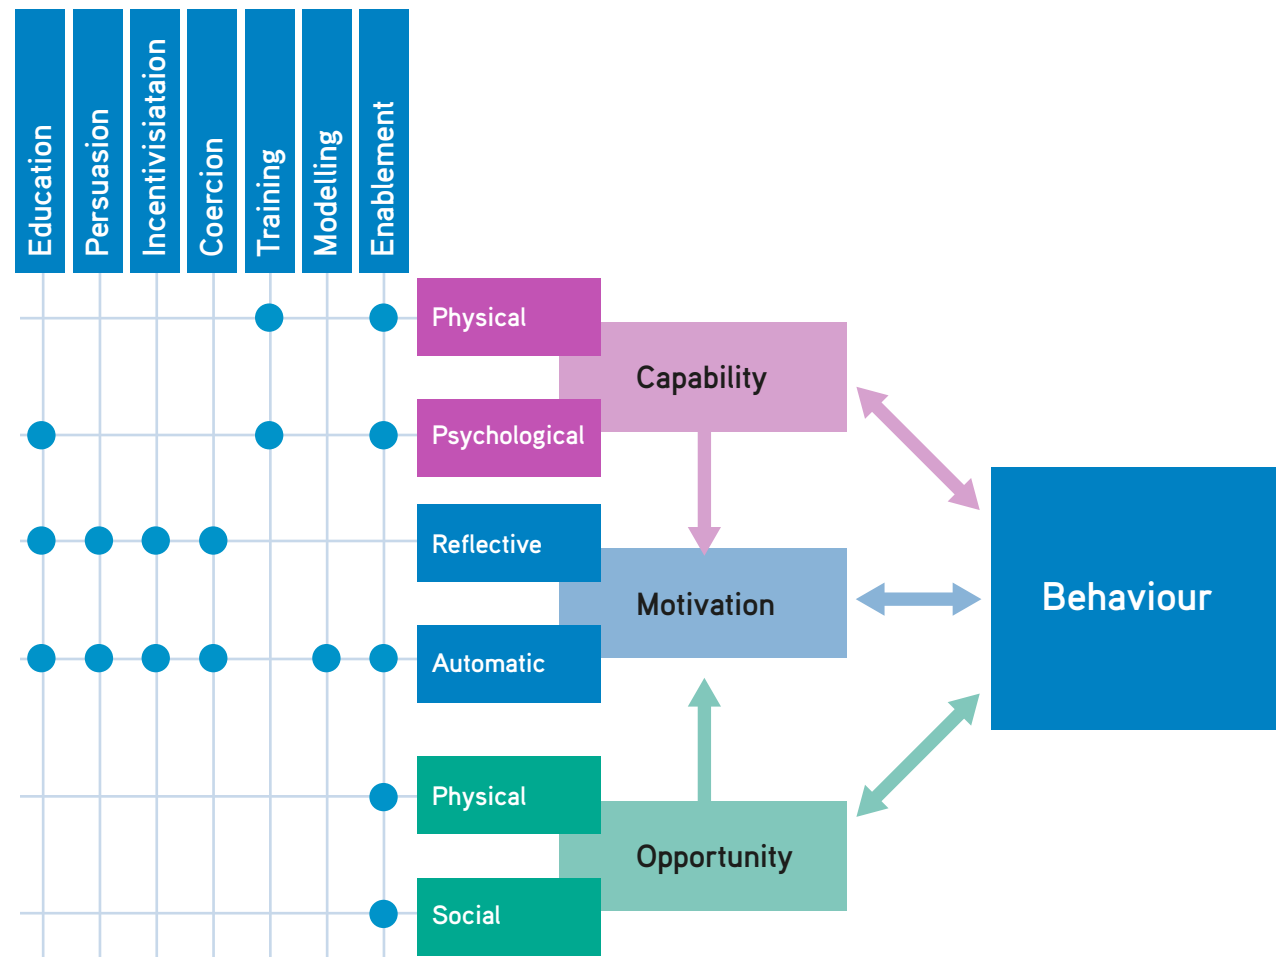 Education
Persuasion
Incentivisiataion
Coercion
Training
Modelling
Enablement
Physical
Capability
Psychological
Reflective
Motivation
Automatic
Behaviour
Physical
Opportunity
Social